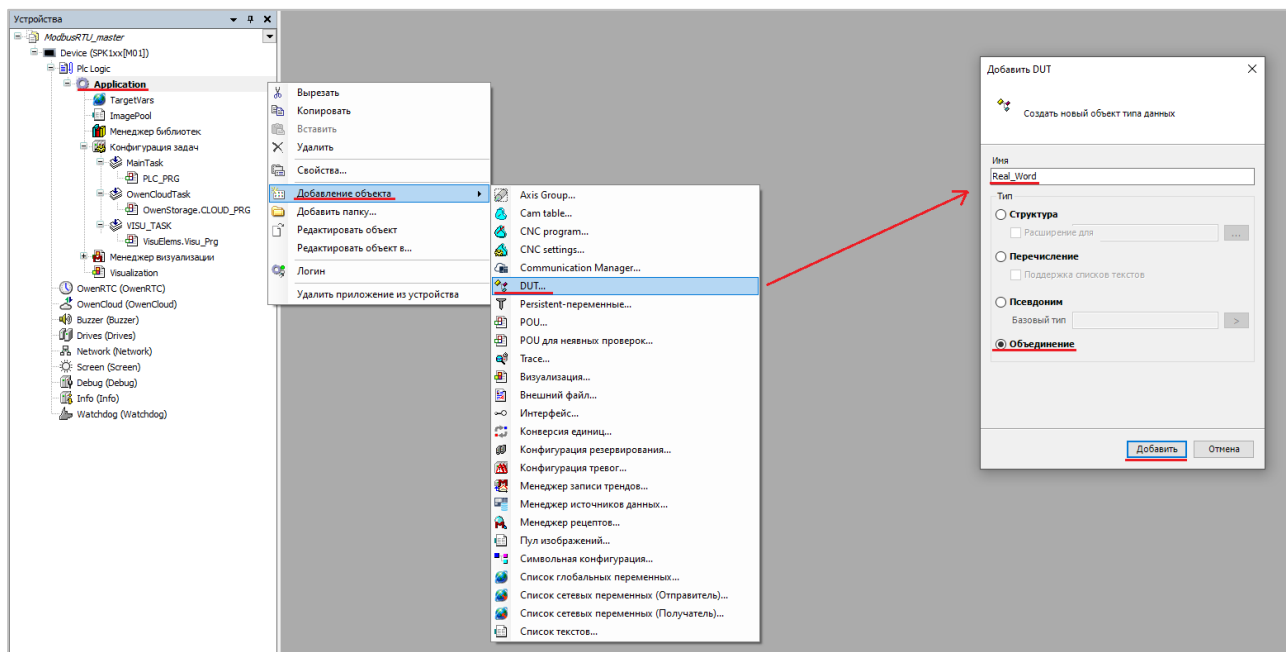 Устройства
ModbusRTU_master
Device (SPK1xx[M01])
Plc Logic
Application
TargetVars
ImagePool
Менеджер библиотек
Конфигурация задач
MainTask
PLC_PRG
OwenCloudTask
OwenStorage.CLOUD_PRG
VISU_TASK
VisuElems.Visu_Prg
Менеджер визуализации
Visualization
OwenRTC (OwenRTC)
OwenCloud (OwenCloud)
Buzzer (Buzzer)
Drives (Drives)
Network (Network)
Screen (Screen)
Debug (Debug)
Info (Info)
Watchdog (Watchdog)
Вырезать
Копировать
Вставить
Удалить
Свойства...
Добавление объекта
Добавить папку...
Редактировать объект
Редактировать объект в...
Логин
Удалить приложение из устройства
Axis Group...
Cam table...
CNC program...
CNC settings...
Communication Manager...
DUT...
Persistent-переменные...
POU...
POU для неявных проверок...
Trace...
Визуализация...
Внешний файл...
Интерфейс...
Конверсия единиц...
Конфигурация резервирования...
Конфигурация тревог...
Менеджер записи трендов...
Менеджер источников данных...
Менеджер рецептов...
Пул изображений...
Символьная конфигурация...
Список глобальных переменных...
Список сетевых переменных (Отправитель)...
Список сетевых переменных (Получатель)...
Список текстов...
Добавить DUT
Создать новый объект типа данных
Имя
Real_Word
Тип
Структура
Расширение для ...
Перечисление
Поддержка списков текстов
Псевдоним
Базовый тип >
Объединение
Добавить Отмена